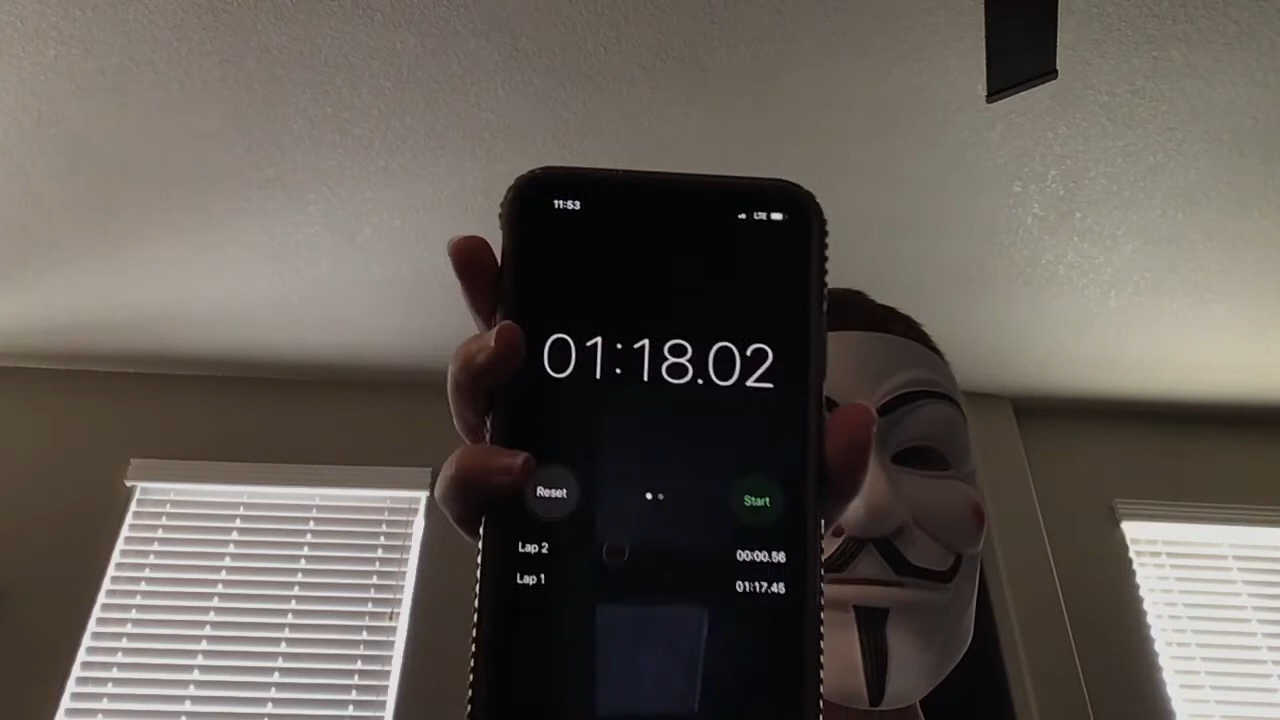 11:53 LTE
01:18.02
Reset Start
Lap 2 00:00.56
Lap 1 01:17.45